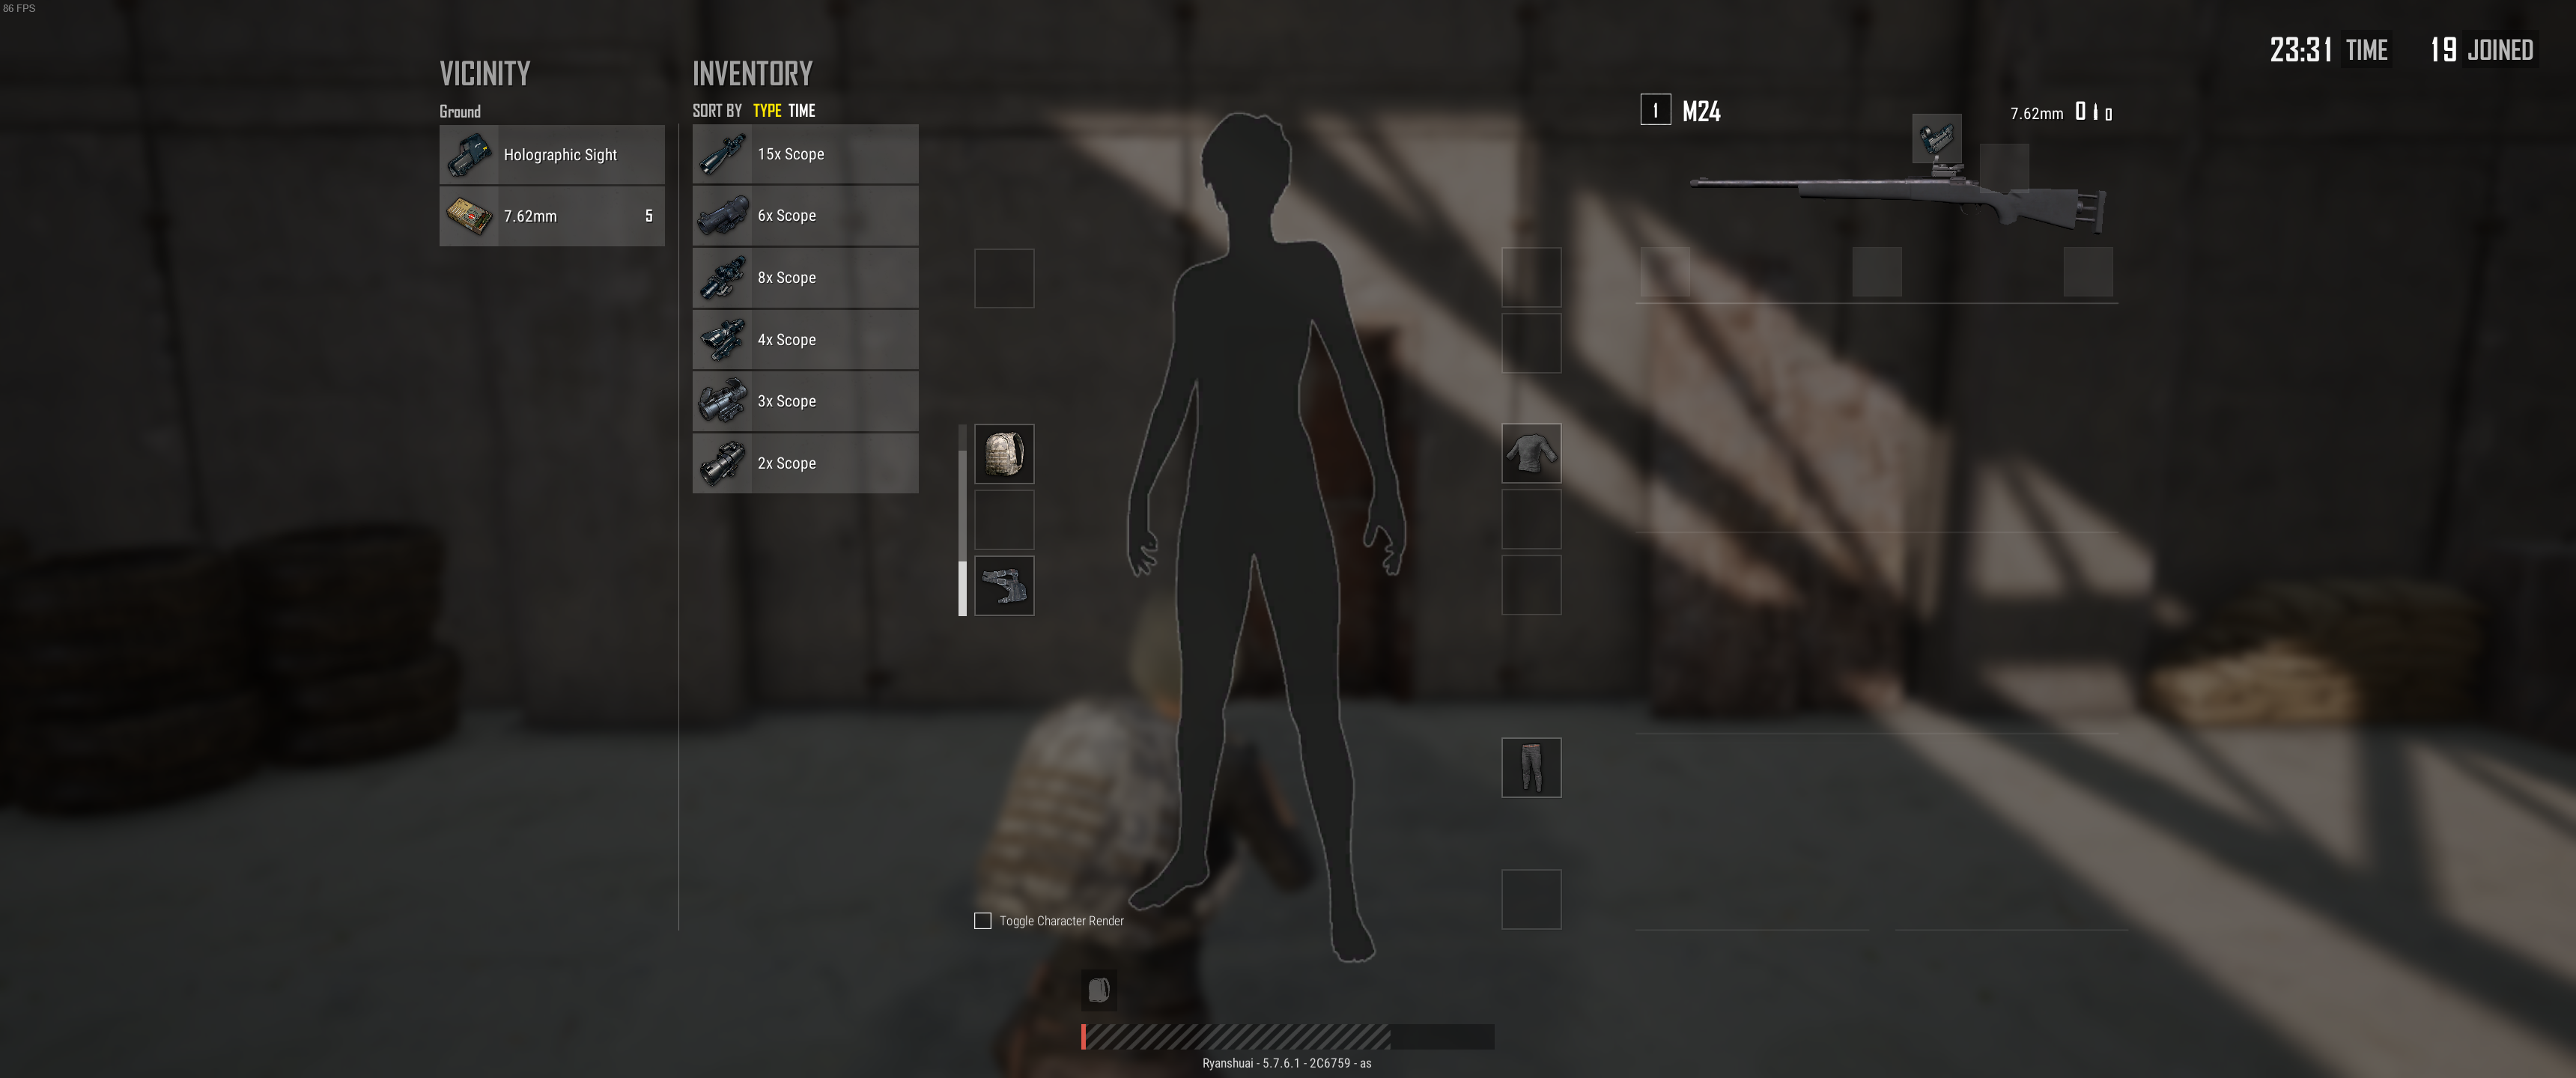 86 FPS
23:31 TIME 19 JOINED
VICINITY
Ground
Holographic Sight
7.62mm 5
INVENTORY
SORT BY TYPE TIME
15x Scope
6x Scope
8x Scope
4x Scope
3x Scope
2x Scope
1 M24 7.62mm 0 0
Toggle Character Render
Ryanshuai - 5.7.6.1 - 2C6759 - as